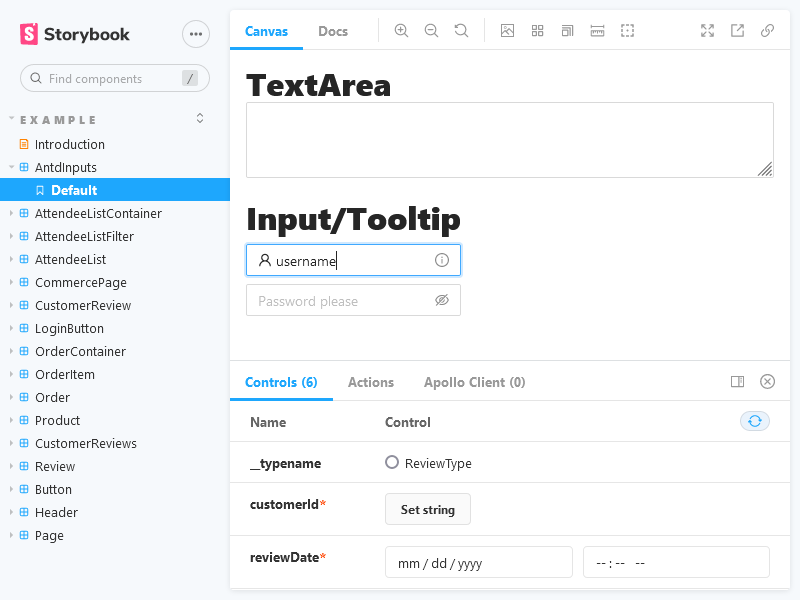 Storybook
Find components /
EXAMPLE
Introduction
AntdInputs
Default
AttendeeListContainer
AttendeeListFilter
AttendeeList
CommercePage
CustomerReview
LoginButton
OrderContainer
OrderItem
Order
Product
CustomerReviews
Review
Button
Header
Page
Canvas Docs
TextArea
Input/Tooltip
username
Password please
Controls (6) Actions Apollo Client (0)
Name Control
__typename ReviewType
customerId* Set string
reviewDate* mm / dd / yyyy -- : -- --